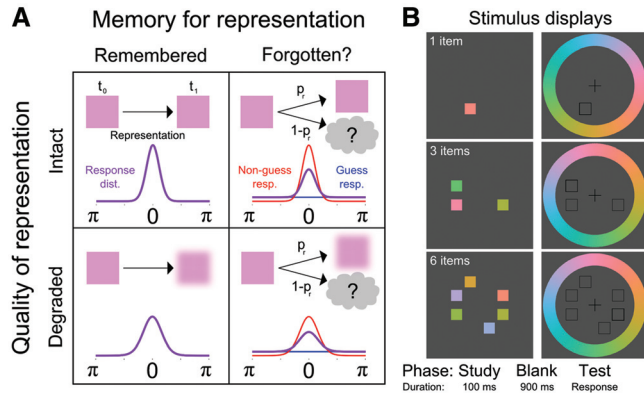 A
Memory for representation
Remembered
Forgotten?
Quality of representation
Intact
Degraded
t0
t1
Representation
Response
dist.
π 0 π
pr
1-pr
?
Non-guess
resp.
Guess
resp.
π 0 π
π 0 π
pr
1-pr
?
π 0 π
B
Stimulus displays
1 item
3 items
6 items
Phase: Study Blank Test
Duration: 100 ms 900 ms Response